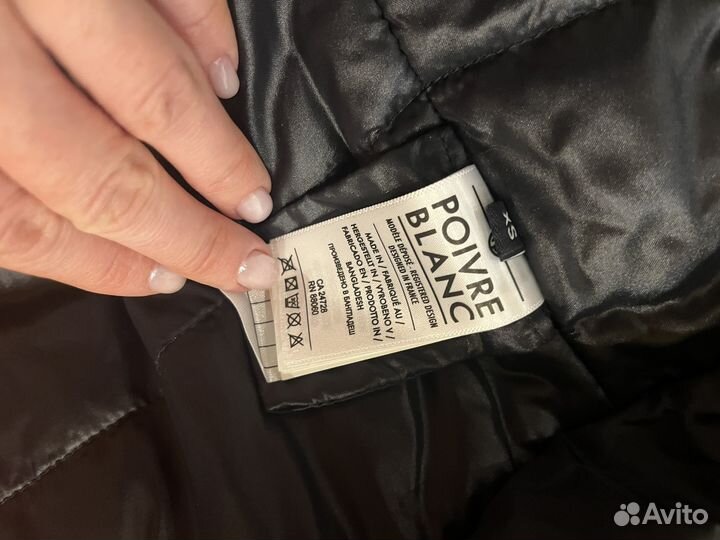 XS
POIVRE
BLANC
MODÈLE DÉPOSÉ - REGISTERED DESIGN
DESIGNED IN FRANCE
MADE IN / FABRIQUÉ AU /
HERGESTELLT IN / VYROBENO V /
FABRICADO EN / PRODOTTO IN /
BANGLADESH
ПРОИЗВЕДЕНО В БАНГЛАДЕШ
CA 24728
RN 88060
Avito